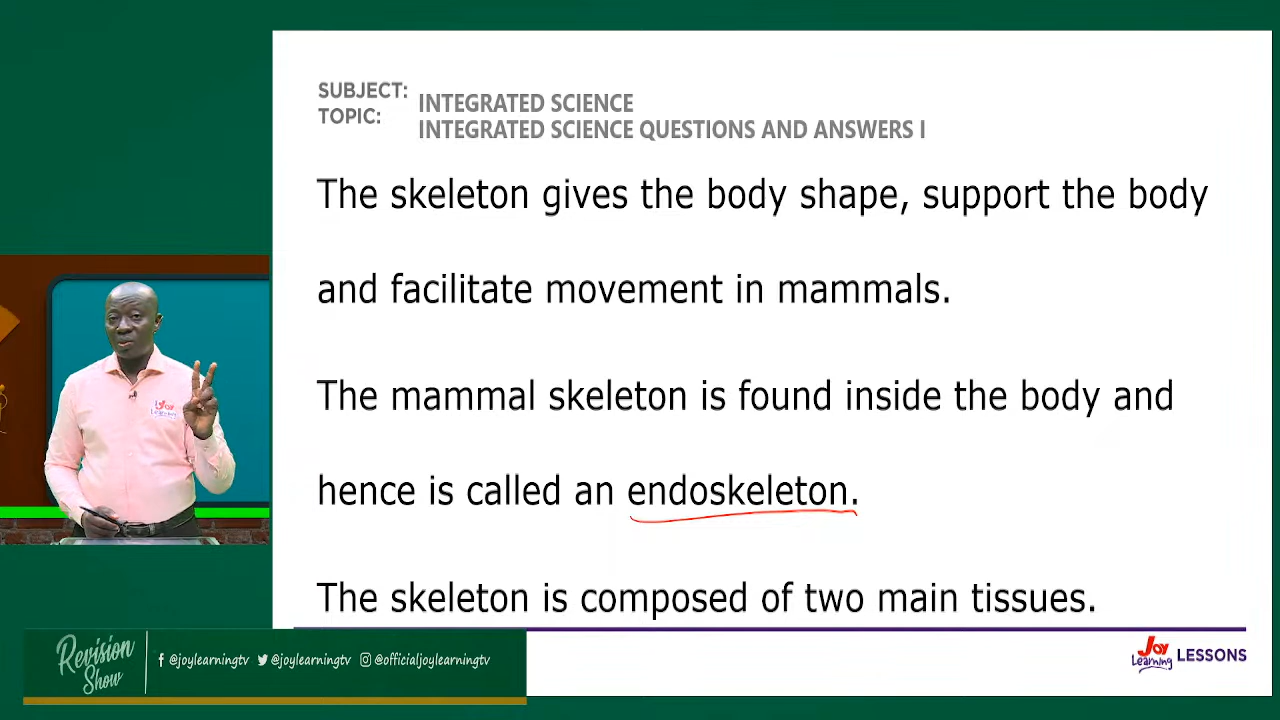 SUBJECT: INTEGRATED SCIENCE
TOPIC: INTEGRATED SCIENCE QUESTIONS AND ANSWERS I
The skeleton gives the body shape, support the body
and facilitate movement in mammals.
The mammal skeleton is found inside the body and
hence is called an endoskeleton.
The skeleton is composed of two main tissues.
Joy
Learning
Revision
Show
f @joylearningtv @joylearningtv @officialjoylearningtv
Joy
Learning LESSONS